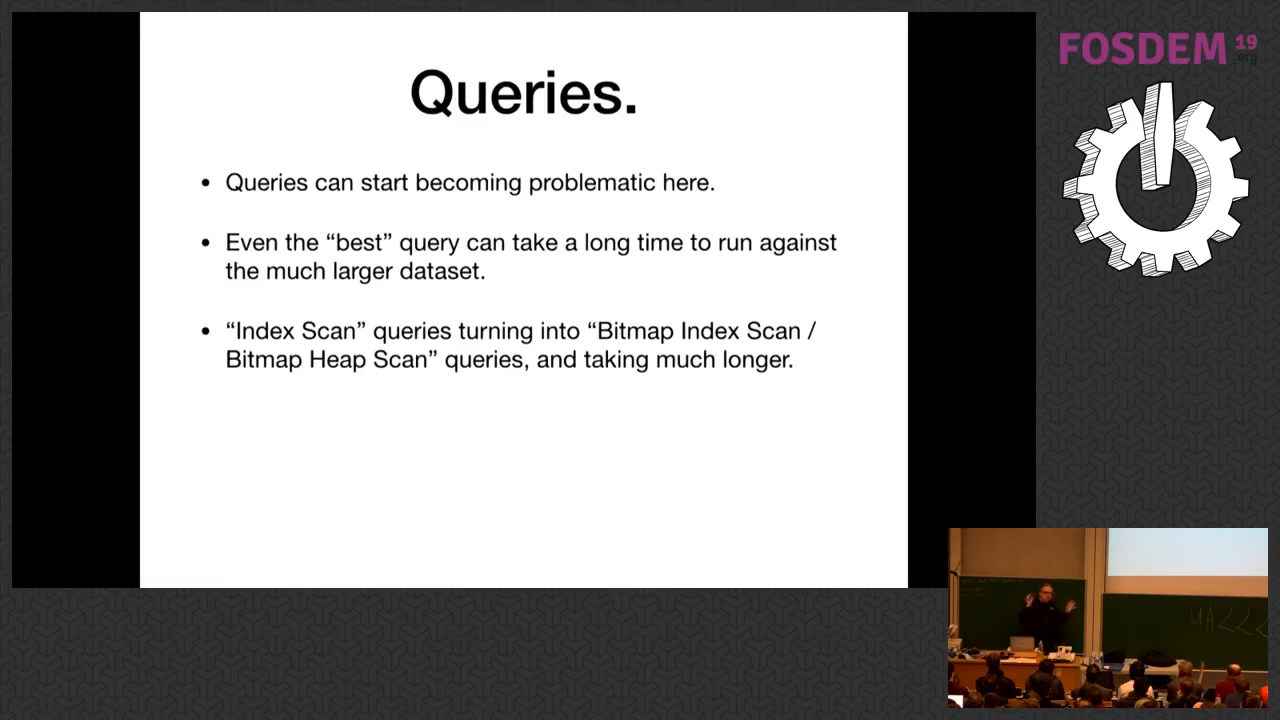 FOSDEM 19
.org
Queries.
• Queries can start becoming problematic here.
• Even the “best” query can take a long time to run against
the much larger dataset.
• “Index Scan” queries turning into “Bitmap Index Scan /
Bitmap Heap Scan” queries, and taking much longer.